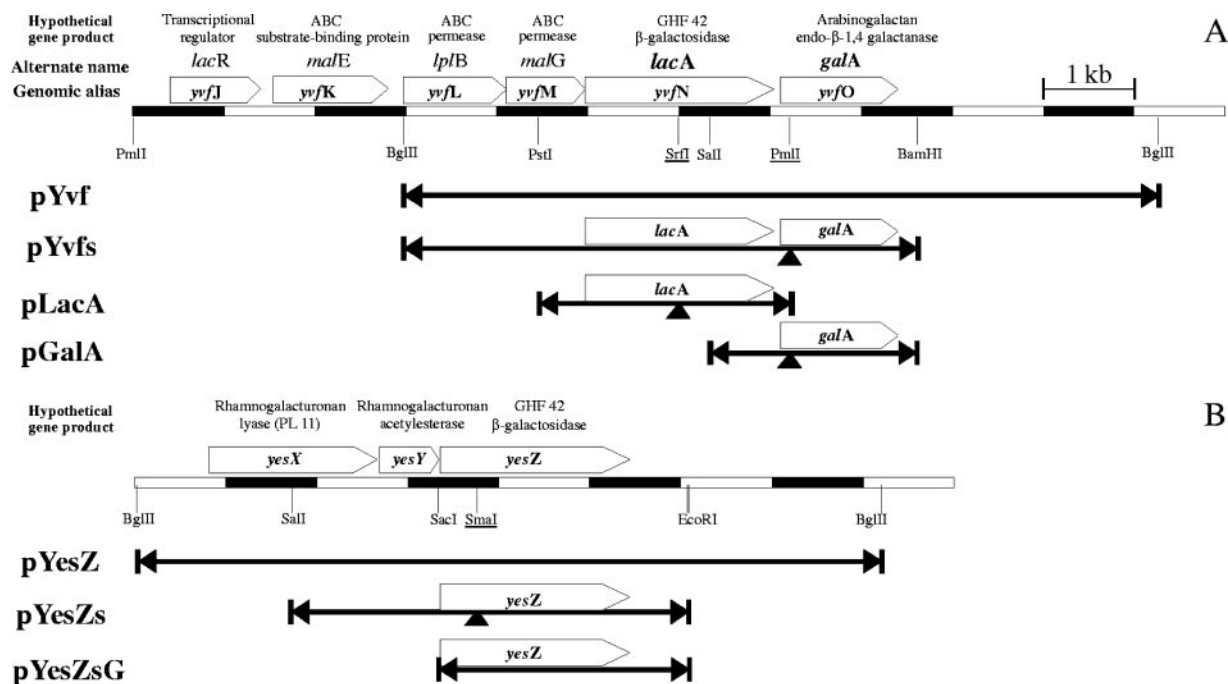 Hypothetical gene product
Transcriptional regulator
ABC substrate-binding protein
ABC permease
ABC permease
GHF 42 β-galactosidase
Arabinogalactan endo-β-1,4 galactanase
A
Alternate name
lacR
malE
lplB
malG
lacA
galA
Genomic alias
yvfJ
yvfK
yvfL
yvfM
yvfN
yvfO
1 kb
PmlI
BglII
PstI
SrfI
SalI
PmlI
BamHI
BglII
pYvf
pYvfs
lacA
galA
pLacA
lacA
pGalA
galA
B
Hypothetical gene product
Rhamnogalacturonan lyase (PL 11)
Rhamnogalacturonan acetylesterase
GHF 42 β-galactosidase
yesX
yesY
yesZ
BglII
SalI
SacI
SmaI
EcoRI
BglII
pYesZ
pYesZs
yesZ
pYesZsG
yesZ